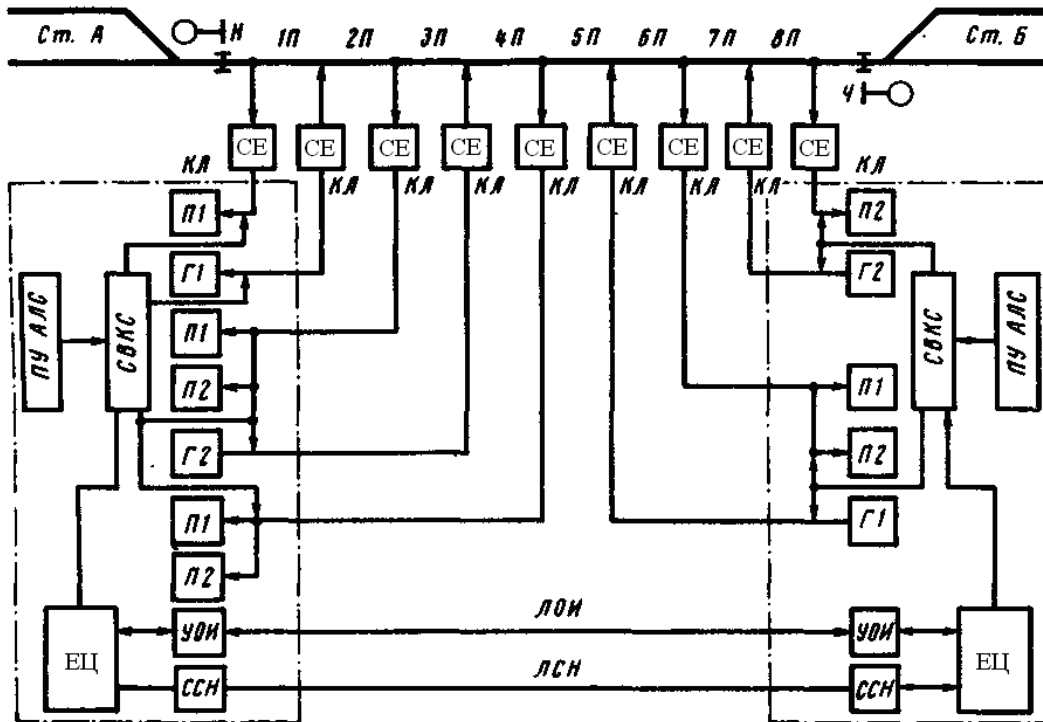 Ст. А Н 1П 2П 3П 4П 5П 6П 7П 8П Ст. Б
Ч
СЕ СЕ СЕ СЕ СЕ СЕ СЕ СЕ СЕ
КЛ КЛ КЛ КЛ КЛ КЛ КЛ КЛ КЛ
П1 П2
Г1 Г2
ПУ АЛС СВКС П1 СВКС ПУ АЛС
П2 П1
Г2 П2
П1 Г1
П2
ЛОИ
ЕЦ УОИ УОИ ЕЦ
ЛСН
ССН ССН